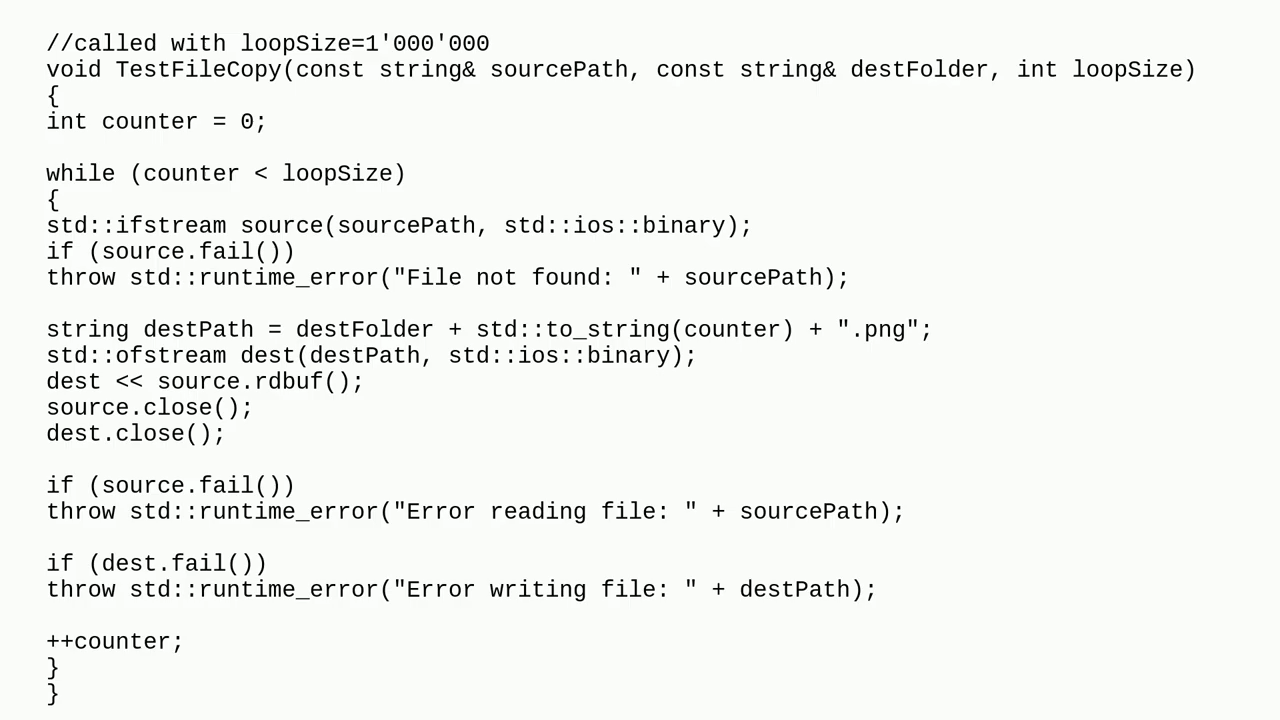 //called with loopSize=1'000'000
void TestFileCopy(const string& sourcePath, const string& destFolder, int loopSize)
{
int counter = 0;
while (counter < loopSize)
{
std::ifstream source(sourcePath, std::ios::binary);
if (source.fail())
throw std::runtime_error("File not found: " + sourcePath);
string destPath = destFolder + std::to_string(counter) + ".png";
std::ofstream dest(destPath, std::ios::binary);
dest << source.rdbuf();
source.close();
dest.close();
if (source.fail())
throw std::runtime_error("Error reading file: " + sourcePath);
if (dest.fail())
throw std::runtime_error("Error writing file: " + destPath);
++counter;
}
}